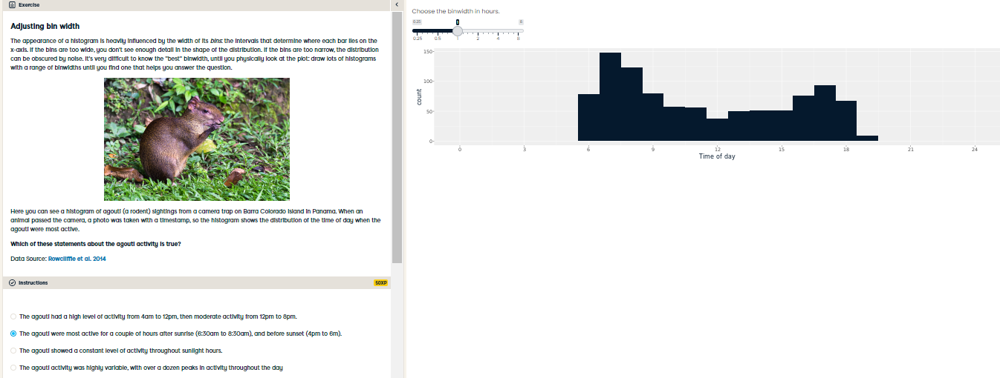 Exercise
Adjusting bin width
The appearance of a histogram is heavily influenced by the width of its bins: the intervals that determine where each bar lies on the
x-axis. If the bins are too wide, you don't see enough detail in the shape of the distribution. If the bins are too narrow, the distribution
can be obscured by noise. It's very difficult to know the "best" binwidth, until you physically look at the plot: draw lots of histograms
with a range of binwidths until you find one that helps you answer the question.
Here you can see a histogram of agouti (a rodent) sightings from a camera trap on Barra Colorado Island in Panama. When an
animal passed the camera, a photo was taken with a timestamp, so the histogram shows the distribution of the time of day when the
agouti were most active.
Which of these statements about the agouti activity is true?
Data Source: Rowcliffle et al. 2014
Instructions
50XP
The agouti had a high level of activity from 4am to 12pm, then moderate activity from 12pm to 8pm.
The agouti were most active for a couple of hours after sunrise (6:30am to 8:30am), and before sunset (4pm to 6m).
The agouti showed a constant level of activity throughout sunlight hours.
The agouti activity was highly variable, with over a dozen peaks in activity throughout the day
Choose the binwidth in hours.
0.25 1 8
0.25 0.5 1 2 4 8
150
100
50
0
count
0 3 6 9 12 15 18 21 24
Time of day